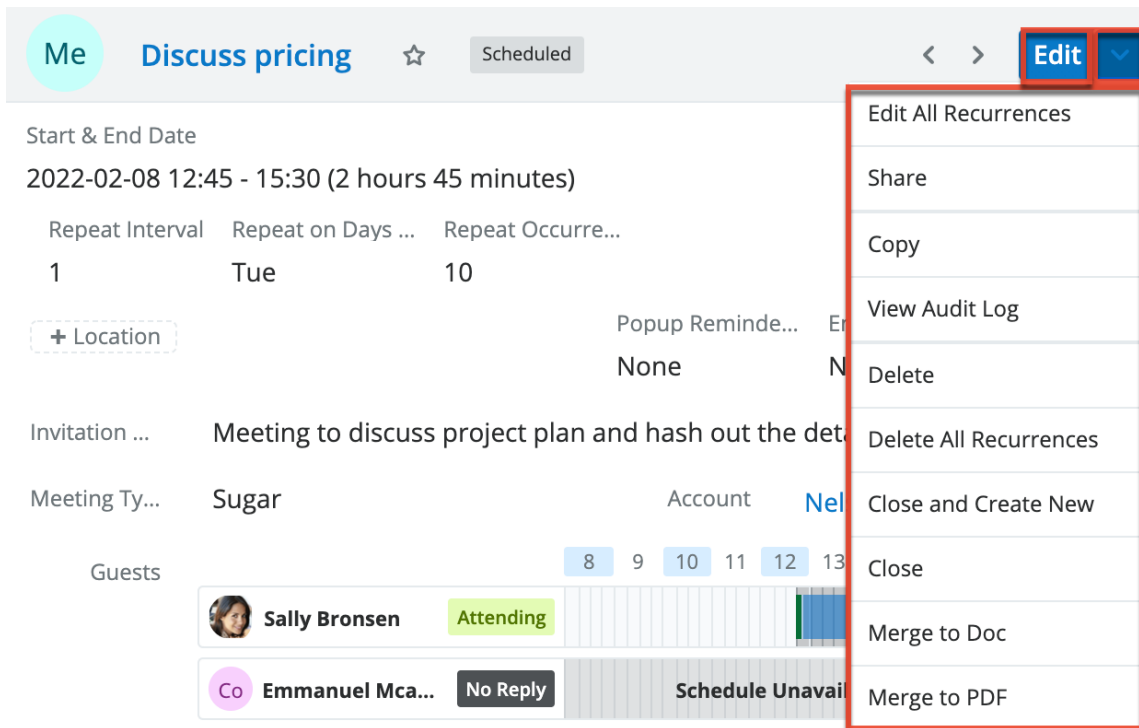 Me Discuss pricing Scheduled Edit
Edit All Recurrences
Start & End Date
2022-02-08 12:45 - 15:30 (2 hours 45 minutes)
Share
Repeat Interval Repeat on Days ... Repeat Occurre...
Copy
1 Tue 10
View Audit Log
+ Location
Popup Reminde...
None
Delete
Invitation ... Meeting to discuss project plan and hash out the
Delete All Recurrences
Meeting Ty... Sugar Account Nel
Close and Create New
8 9 10 11 12 13
Guests
Close
Sally Bronsen Attending
Merge to Doc
Co Emmanuel Mca... No Reply Schedule Unavail
Merge to PDF